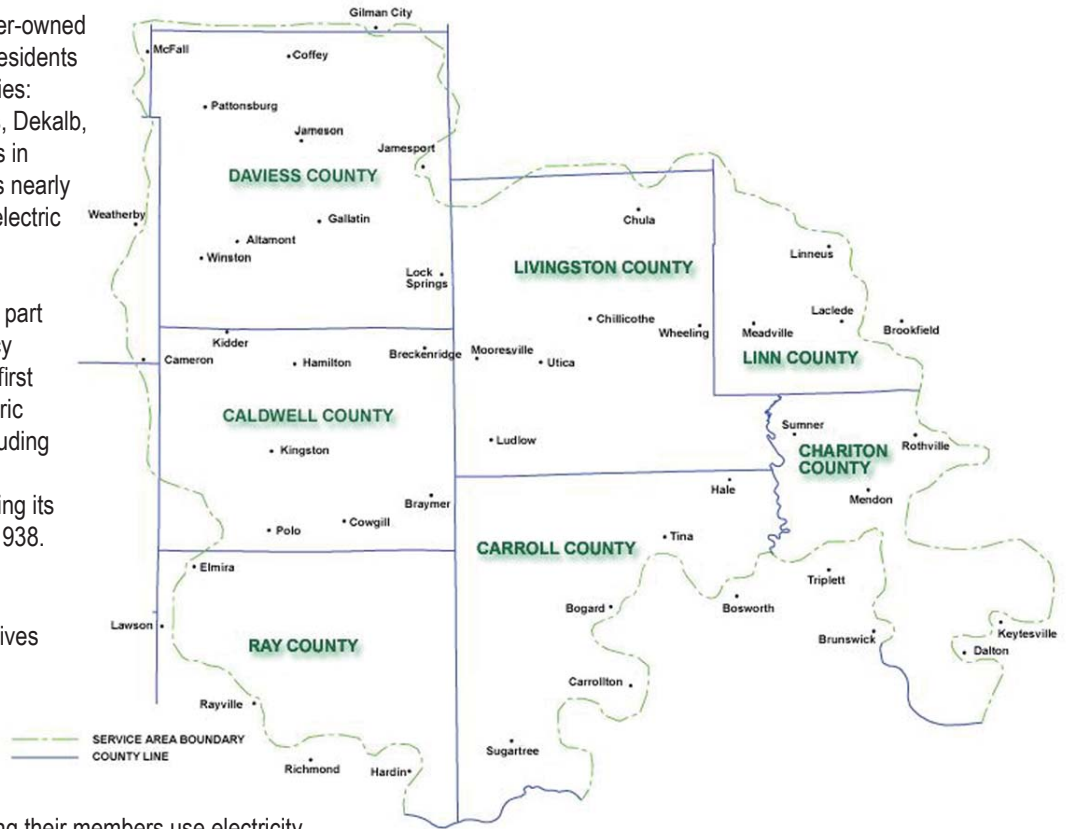 er-owned
esidents
ies:
, Dekalb,
s in
s nearly
electric
part
cy
first
ric
uding
ing its
1938.
ives
ng their members use electricity
Gilman City
McFall
Coffey
Pattonsburg
Jameson
Jamesport
DAVIESS COUNTY
Weatherby
Gallatin
Altamont
Winston
Lock
Springs
Chula
LIVINGSTON COUNTY
Linneus
Chillicothe
Wheeling
Meadville
Laclede
Brookfield
LINN COUNTY
Kidder
Cameron
Hamilton
Breckenridge
Mooresville
Utica
CALDWELL COUNTY
Kingston
Ludlow
Sumner
CHARITON
COUNTY
Rothville
Mendon
Braymer
Polo
Cowgill
Hale
Tina
CARROLL COUNTY
Elmira
Lawson
RAY COUNTY
Bogard
Bosworth
Triplett
Brunswick
Keytesville
Dalton
Carrollton
Rayville
Sugartree
Richmond
Hardin
SERVICE AREA BOUNDARY
COUNTY LINE